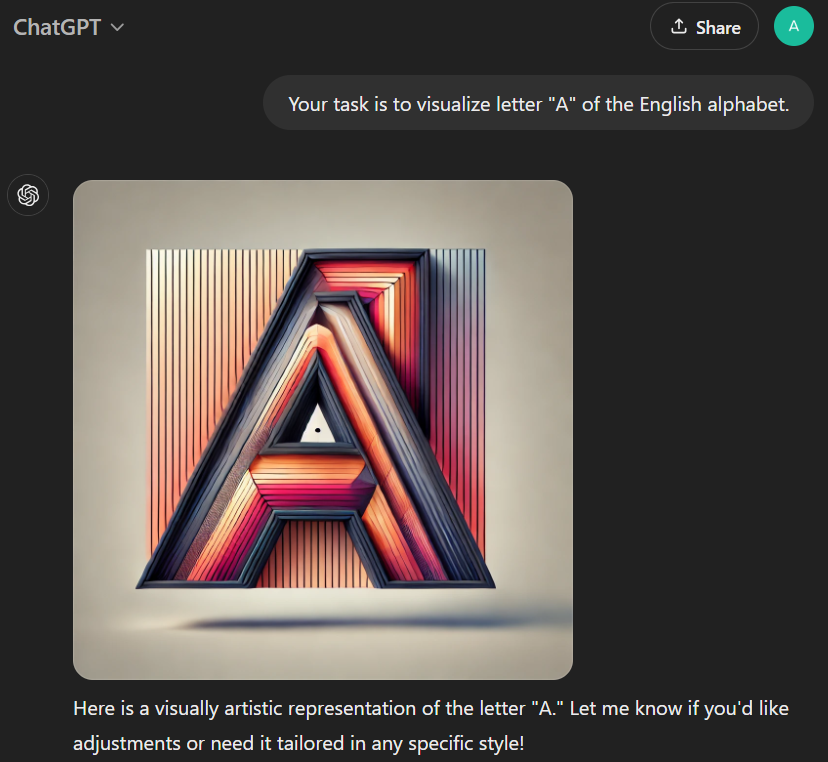 ChatGPT
Share
A
Your task is to visualize letter "A" of the English alphabet.
A
Here is a visually artistic representation of the letter "A." Let me know if you'd like
adjustments or need it tailored in any specific style!